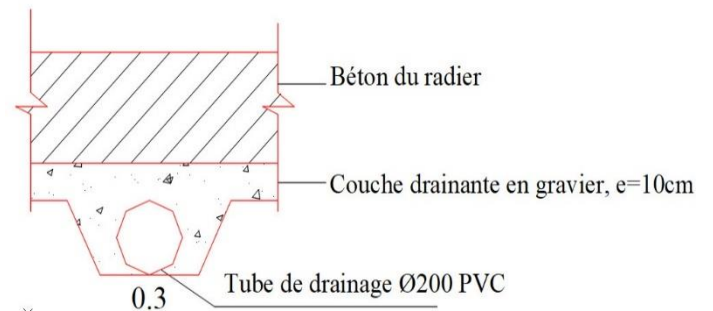 Béton du radier
Couche drainante en gravier, e=10cm
Tube de drainage Ø200 PVC
0.3